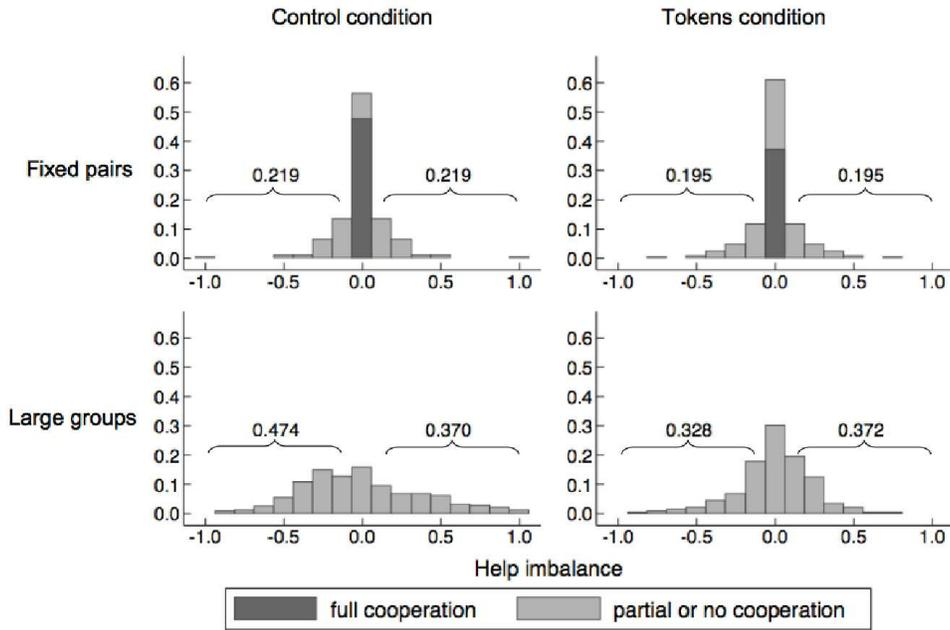 Control condition Tokens condition
Fixed pairs
0.6 0.6
0.5 0.5
0.4 0.4
0.3 0.3
0.2 0.2
0.1 0.1
0.0 0.0
0.219 0.219 0.195 0.195
-1.0 -0.5 0.0 0.5 1.0 -1.0 -0.5 0.0 0.5 1.0
Large groups
0.6 0.6
0.5 0.5
0.4 0.4
0.3 0.3
0.2 0.2
0.1 0.1
0.0 0.0
0.474 0.370 0.328 0.372
-1.0 -0.5 0.0 0.5 1.0 -1.0 -0.5 0.0 0.5 1.0
Help imbalance
full cooperation partial or no cooperation